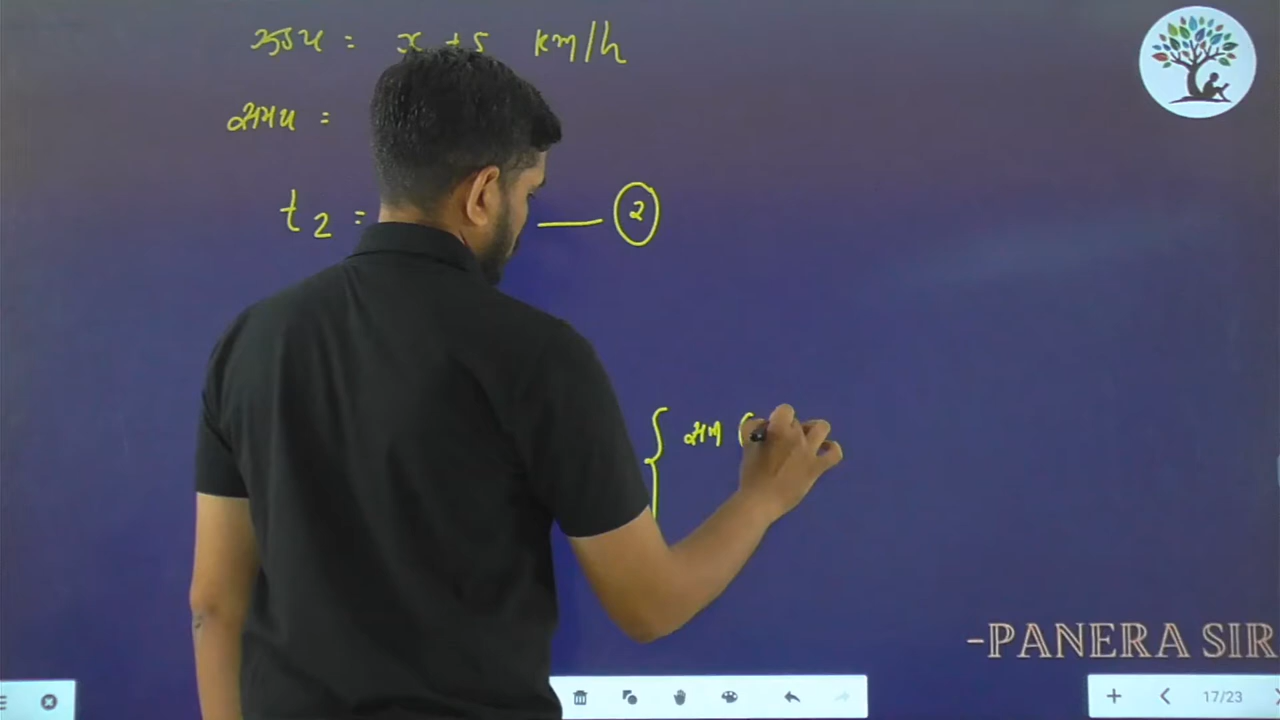 ઝડપ = x + 5 km/h
સમય =
t₂ = —— ②
{ સમ (
-PANERA SIR
17/23